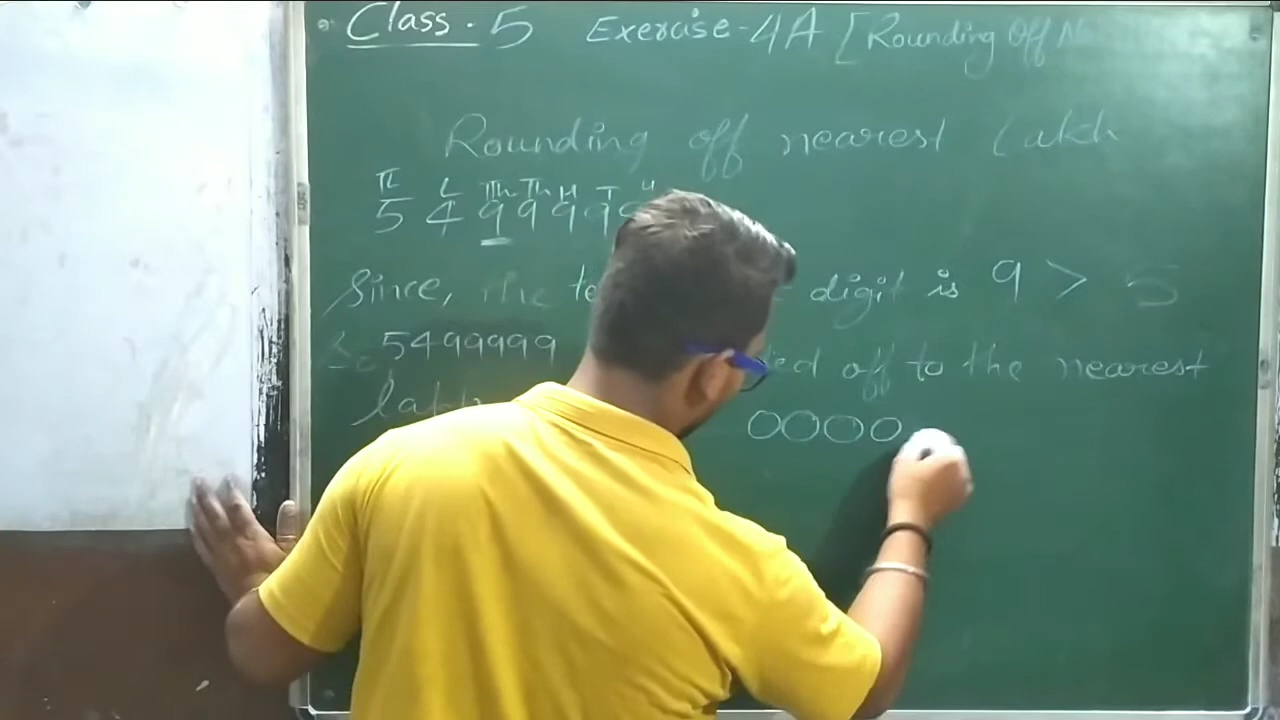 Class. 5 Exercise-4A [Rounding Off
Rounding off nearest Lakh
TL L TTh Th H T
5 4 9 9 9 9
Since, the digit is 9 > 5
So 5499999 off to the nearest
0000